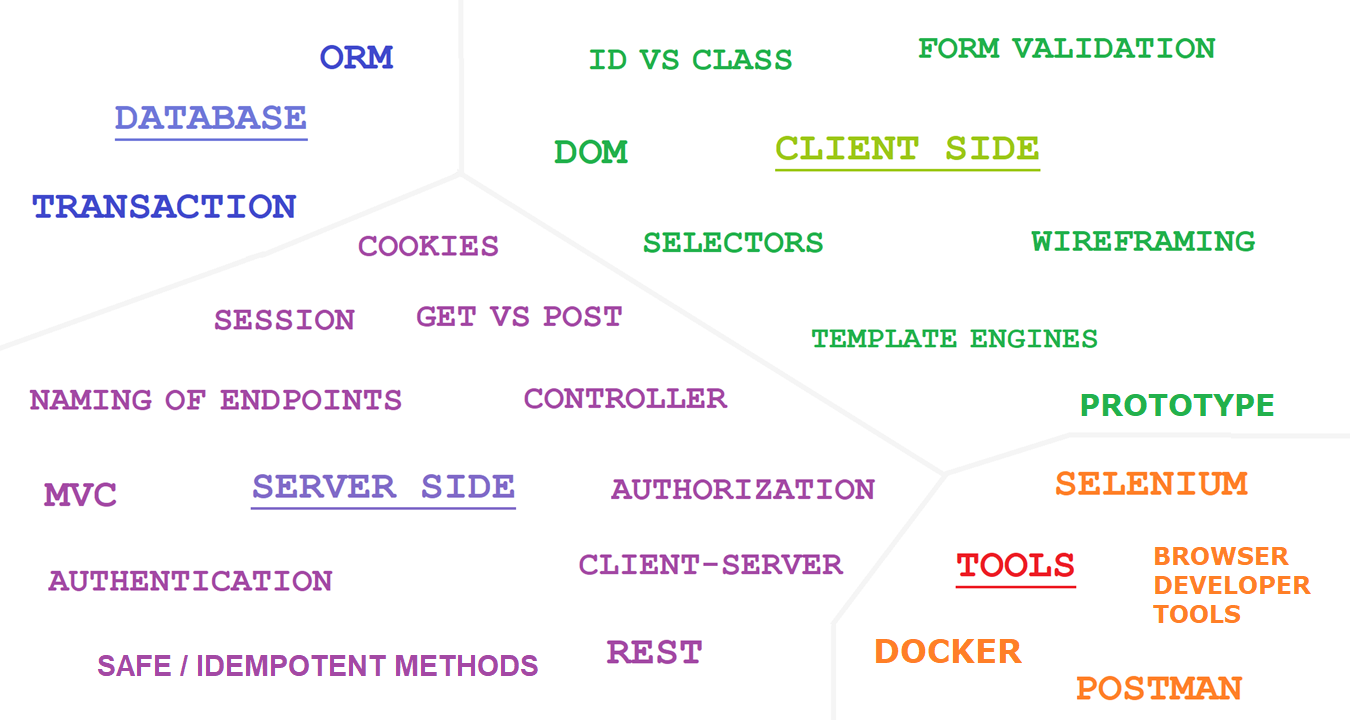 ORM
DATABASE
TRANSACTION
ID VS CLASS
FORM VALIDATION
DOM
CLIENT SIDE
SELECTORS
WIREFRAMING
TEMPLATE ENGINES
PROTOTYPE
COOKIES
SESSION
GET VS POST
NAMING OF ENDPOINTS
CONTROLLER
MVC
SERVER SIDE
AUTHORIZATION
AUTHENTICATION
CLIENT-SERVER
SAFE / IDEMPOTENT METHODS
REST
SELENIUM
TOOLS
BROWSER
DEVELOPER
TOOLS
DOCKER
POSTMAN